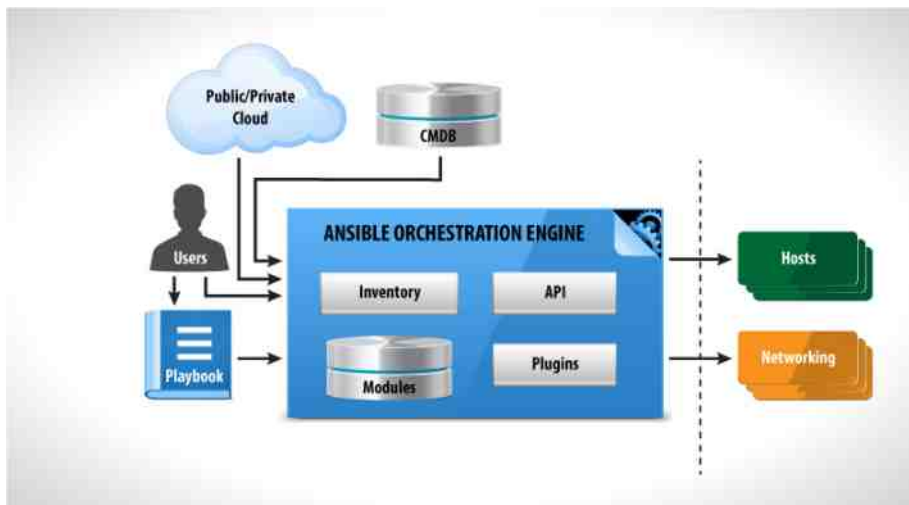 Public/Private
Cloud
CMDB
Users
ANSIBLE ORCHESTRATION ENGINE
Inventory
API
Hosts
Playbook
Modules
Plugins
Networking